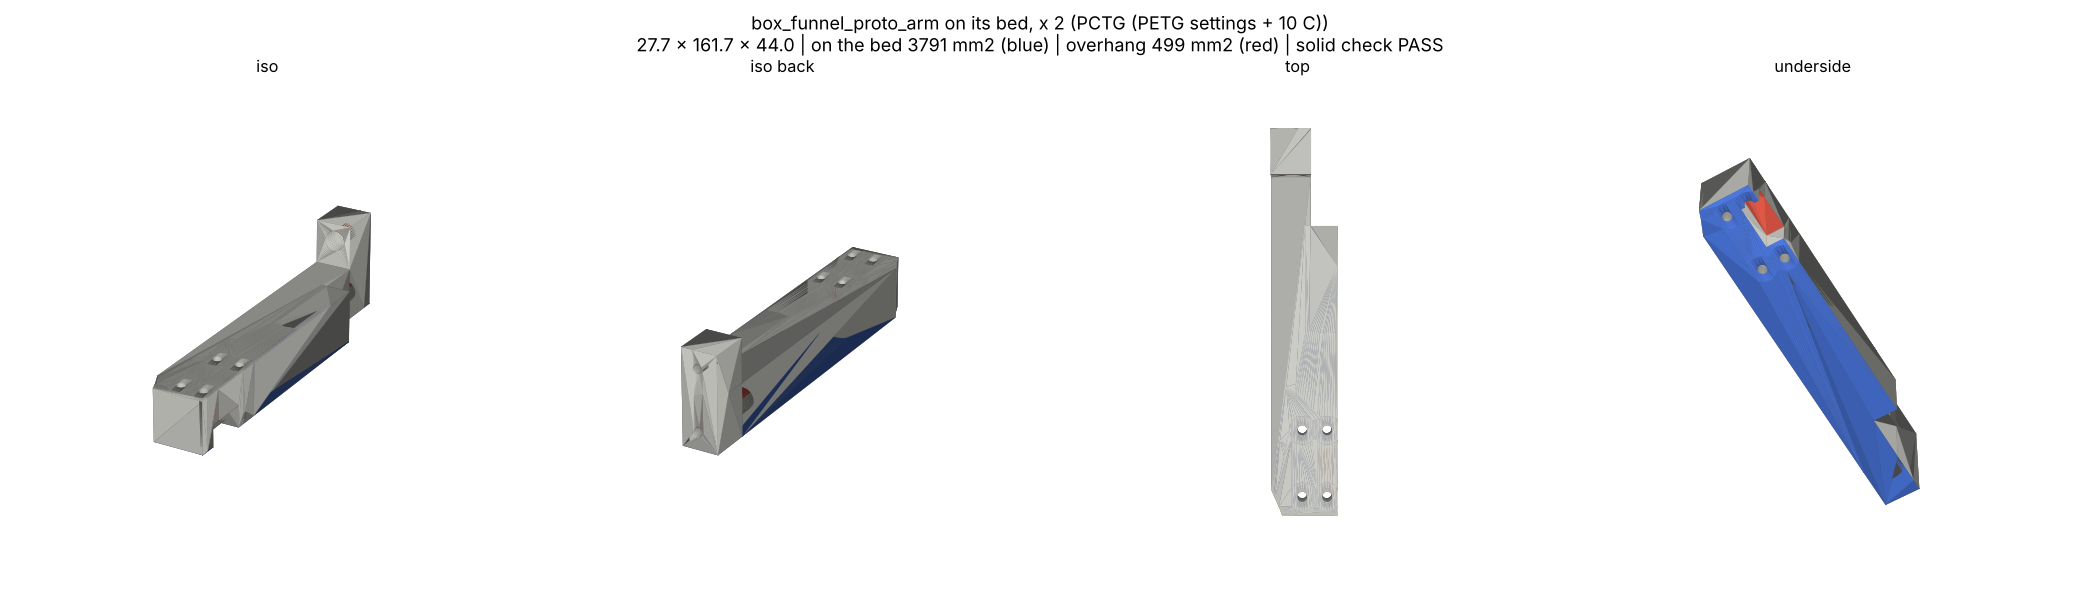 box_funnel_proto_arm on its bed, x 2 (PCTG (PETG settings + 10 C))
27.7 × 161.7 × 44.0 | on the bed 3791 mm2 (blue) | overhang 499 mm2 (red) | solid check PASS
iso
iso back
top
underside